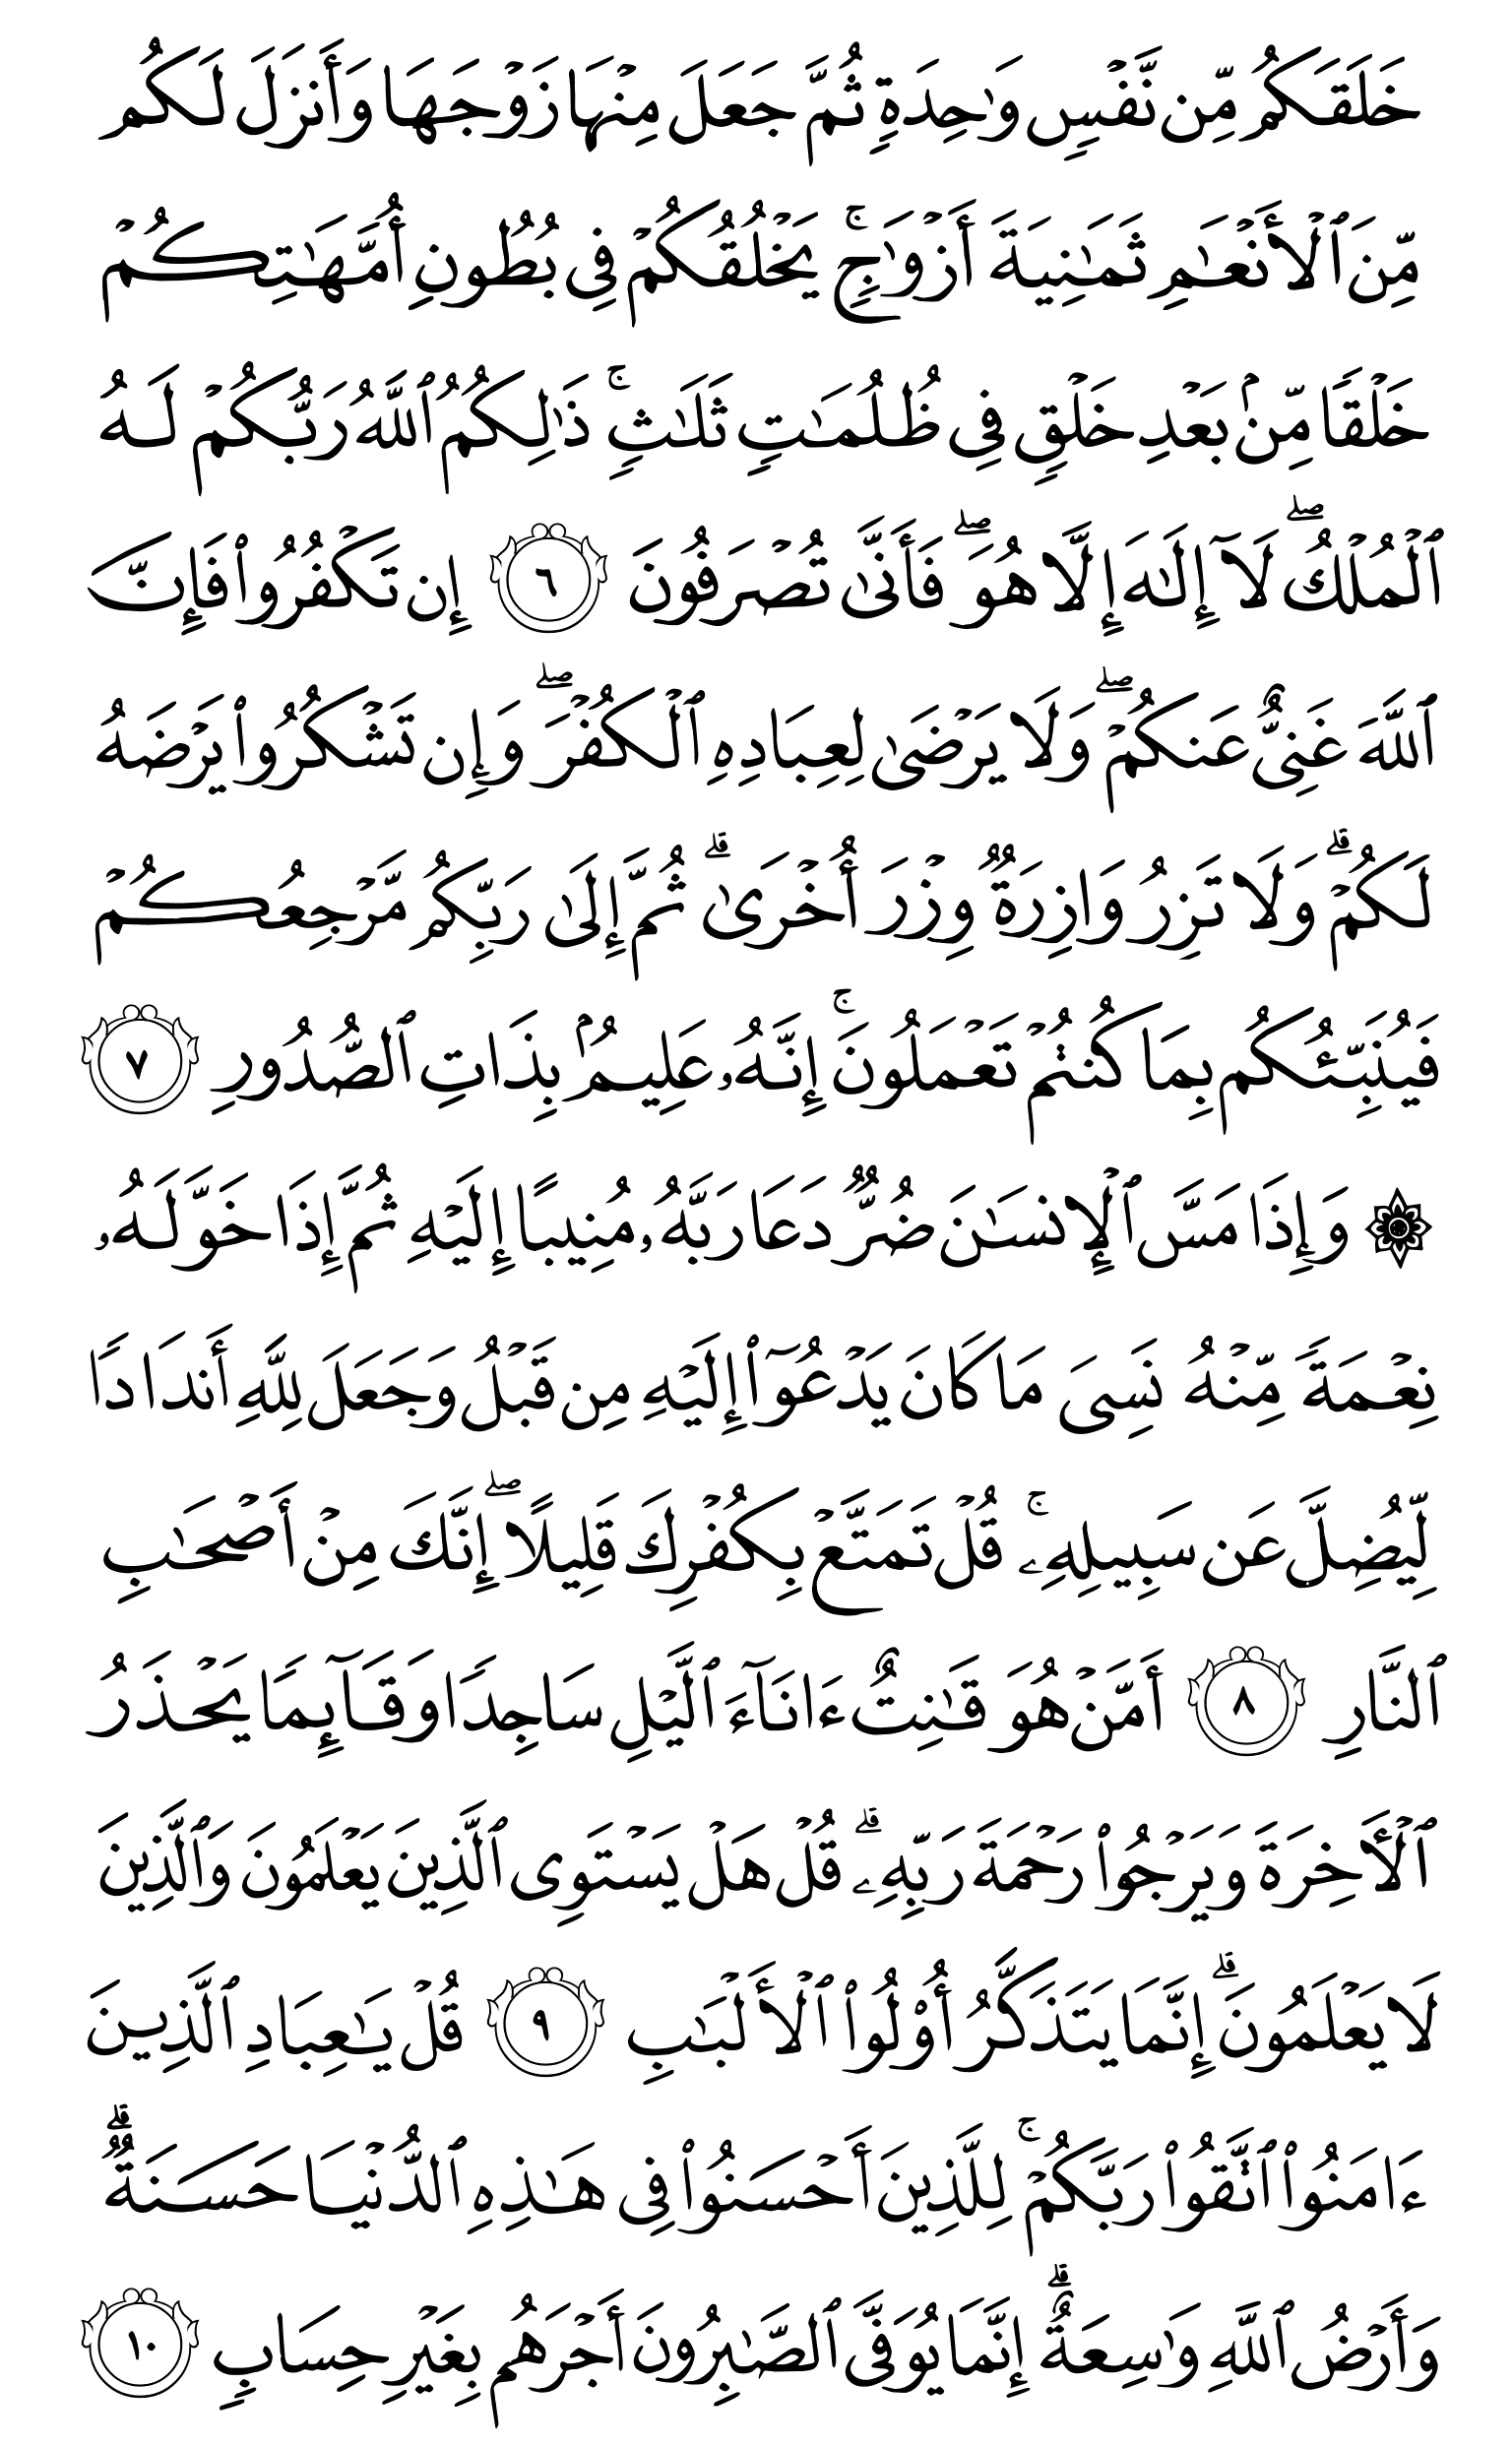 خَلَقَكُم مِّن نَّفْسٍ وَٰحِدَةٍ ثُمَّ جَعَلَ مِنْهَا زَوْجَهَا وَأَنزَلَ لَكُم
مِّنَ ٱلْأَنْعَٰمِ ثَمَٰنِيَةَ أَزْوَٰجٍ ۚ يَخْلُقُكُمْ فِى بُطُونِ أُمَّهَٰتِكُمْ
خَلْقًا مِّنۢ بَعْدِ خَلْقٍ فِى ظُلُمَٰتٍ ثَلَٰثٍ ۚ ذَٰلِكُمُ ٱللَّهُ رَبُّكُمْ لَهُ
ٱلْمُلْكُ ۖ لَآ إِلَٰهَ إِلَّا هُوَ ۖ فَأَنَّىٰ تُصْرَفُونَ ٦ إِن تَكْفُرُوا۟ فَإِنَّ
ٱللَّهَ غَنِىٌّ عَنكُمْ ۖ وَلَا يَرْضَىٰ لِعِبَادِهِ ٱلْكُفْرَ ۖ وَإِن تَشْكُرُوا۟ يَرْضَهُ
لَكُمْ ۗ وَلَا تَزِرُ وَازِرَةٌ وِزْرَ أُخْرَىٰ ۗ ثُمَّ إِلَىٰ رَبِّكُم مَّرْجِعُكُمْ
فَيُنَبِّئُكُم بِمَا كُنتُمْ تَعْمَلُونَ ۚ إِنَّهُۥ عَلِيمٌۢ بِذَاتِ ٱلصُّدُورِ ٧
۞ وَإِذَا مَسَّ ٱلْإِنسَٰنَ ضُرٌّ دَعَا رَبَّهُۥ مُنِيبًا إِلَيْهِ ثُمَّ إِذَا خَوَّلَهُۥ
نِعْمَةً مِّنْهُ نَسِىَ مَا كَانَ يَدْعُوٓا۟ إِلَيْهِ مِن قَبْلُ وَجَعَلَ لِلَّهِ أَندَادًا
لِّيُضِلَّ عَن سَبِيلِهِۦ ۚ قُلْ تَمَتَّعْ بِكُفْرِكَ قَلِيلًا ۖ إِنَّكَ مِنْ أَصْحَٰبِ
ٱلنَّارِ ٨ أَمَّنْ هُوَ قَٰنِتٌ ءَانَآءَ ٱلَّيْلِ سَاجِدًا وَقَآئِمًا يَحْذَرُ
ٱلْأَخِرَةَ وَيَرْجُوا۟ رَحْمَةَ رَبِّهِۦ ۗ قُلْ هَلْ يَسْتَوِى ٱلَّذِينَ يَعْلَمُونَ وَٱلَّذِينَ
لَا يَعْلَمُونَ ۗ إِنَّمَا يَتَذَكَّرُ أُو۟لُوا۟ ٱلْأَلْبَٰبِ ٩ قُلْ يَٰعِبَادِ ٱلَّذِينَ
ءَامَنُوا۟ ٱتَّقُوا۟ رَبَّكُمْ ۚ لِلَّذِينَ أَحْسَنُوا۟ فِى هَٰذِهِ ٱلدُّنْيَا حَسَنَةٌ ۗ
وَأَرْضُ ٱللَّهِ وَٰسِعَةٌ ۗ إِنَّمَا يُوَفَّى ٱلصَّٰبِرُونَ أَجْرَهُم بِغَيْرِ حِسَابٍ ١٠